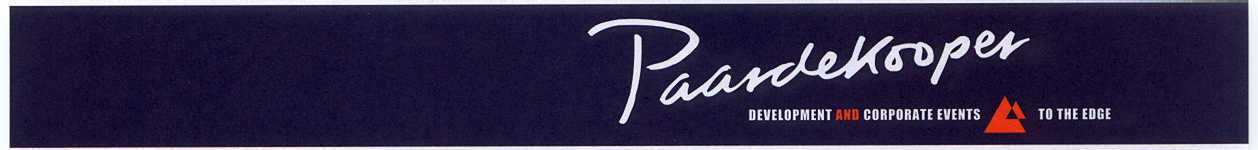 Paardekooper
DEVELOPMENT AND CORPORATE EVENTS TO THE EDGE